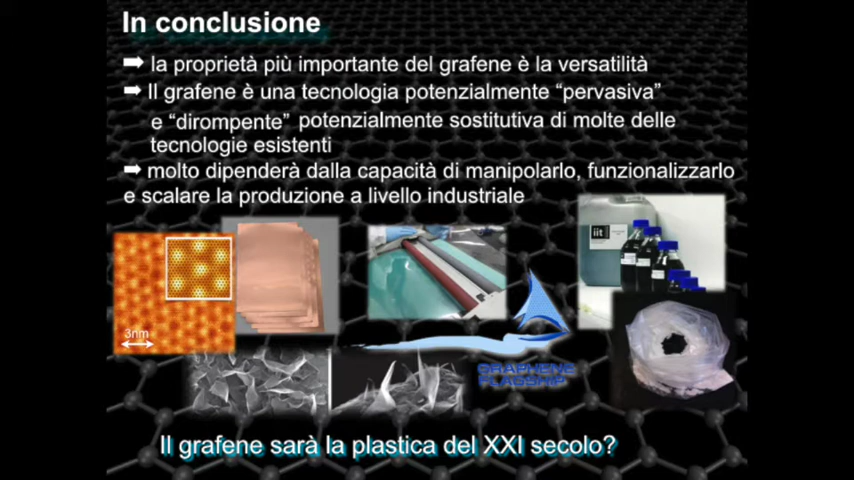 In conclusione
➡ la proprietà più importante del grafene è la versatilità
➡ Il grafene è una tecnologia potenzialmente “pervasiva”
e “dirompente” potenzialmente sostitutiva di molte delle
tecnologie esistenti
➡ molto dipenderà dalla capacità di manipolarlo, funzionalizzarlo
e scalare la produzione a livello industriale
iit
3nm
GRAPHENE
FLAGSHIP
Il grafene sarà la plastica del XXI secolo?